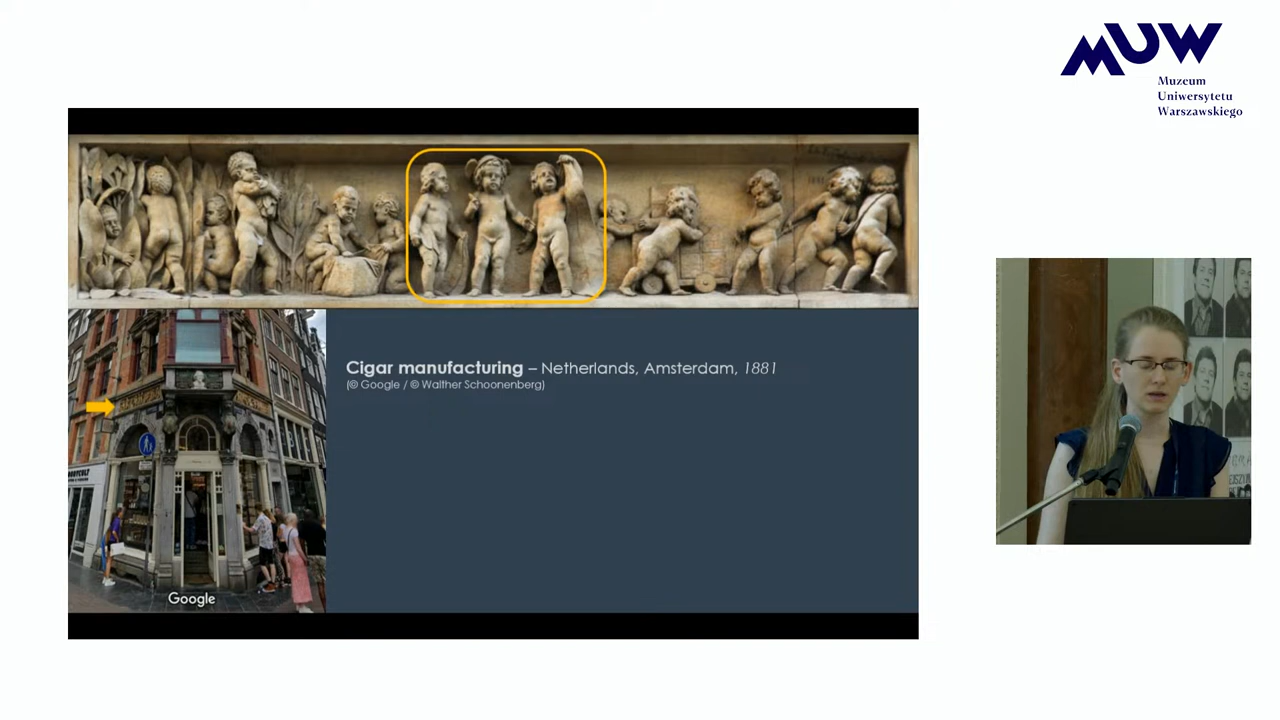 MUW
Muzeum
Uniwersytetu
Warszawskiego
Cigar manufacturing – Netherlands, Amsterdam, 1881
(© Google / © Walther Schoonenberg)
Google